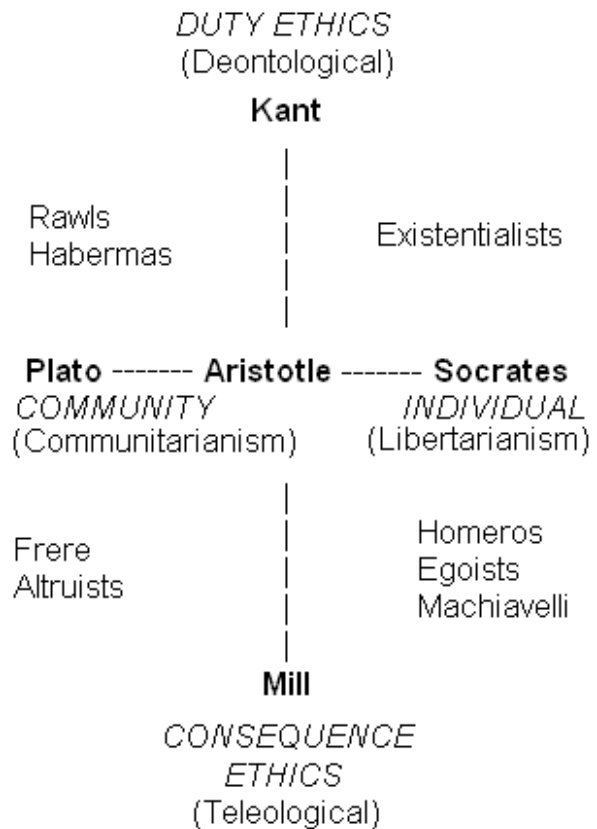 DUTY ETHICS
(Deontological)
Kant
Rawls
Habermas
Existentialists
Plato ------- Aristotle ------- Socrates
COMMUNITY
(Communitarianism)
INDIVIDUAL
(Libertarianism)
Frere
Altruists
Homeros
Egoists
Machiavelli
Mill
CONSEQUENCE
ETHICS
(Teleological)